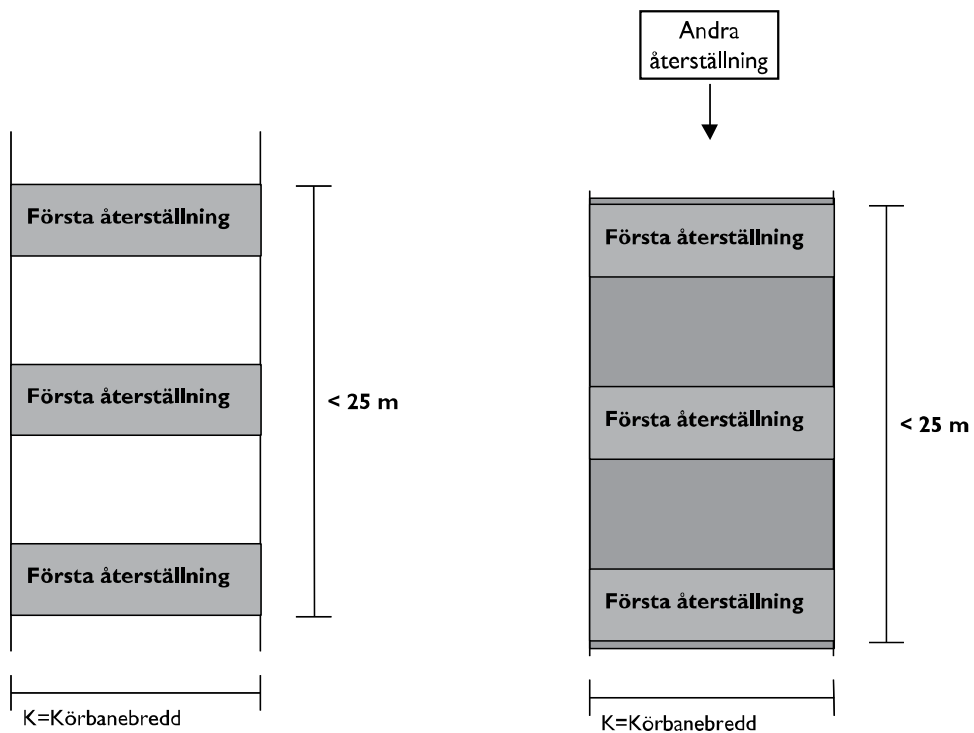 Andra
återställning
Första återställning
Första återställning
Första återställning
< 25 m
K=Körbanebredd
Första återställning
Första återställning
Första återställning
< 25 m
K=Körbanebredd